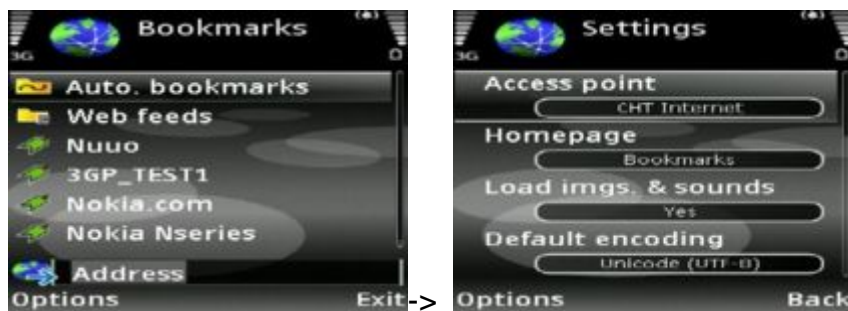 Bookmarks
3G
Auto. bookmarks
Web feeds
Nuuo
3GP_TEST1
Nokia.com
Nokia Nseries
Address
Options Exit
->
Settings
3G
Access point
CHT Internet
Homepage
Bookmarks
Load imgs. & sounds
Yes
Default encoding
Unicode (UTF-8)
Options Back